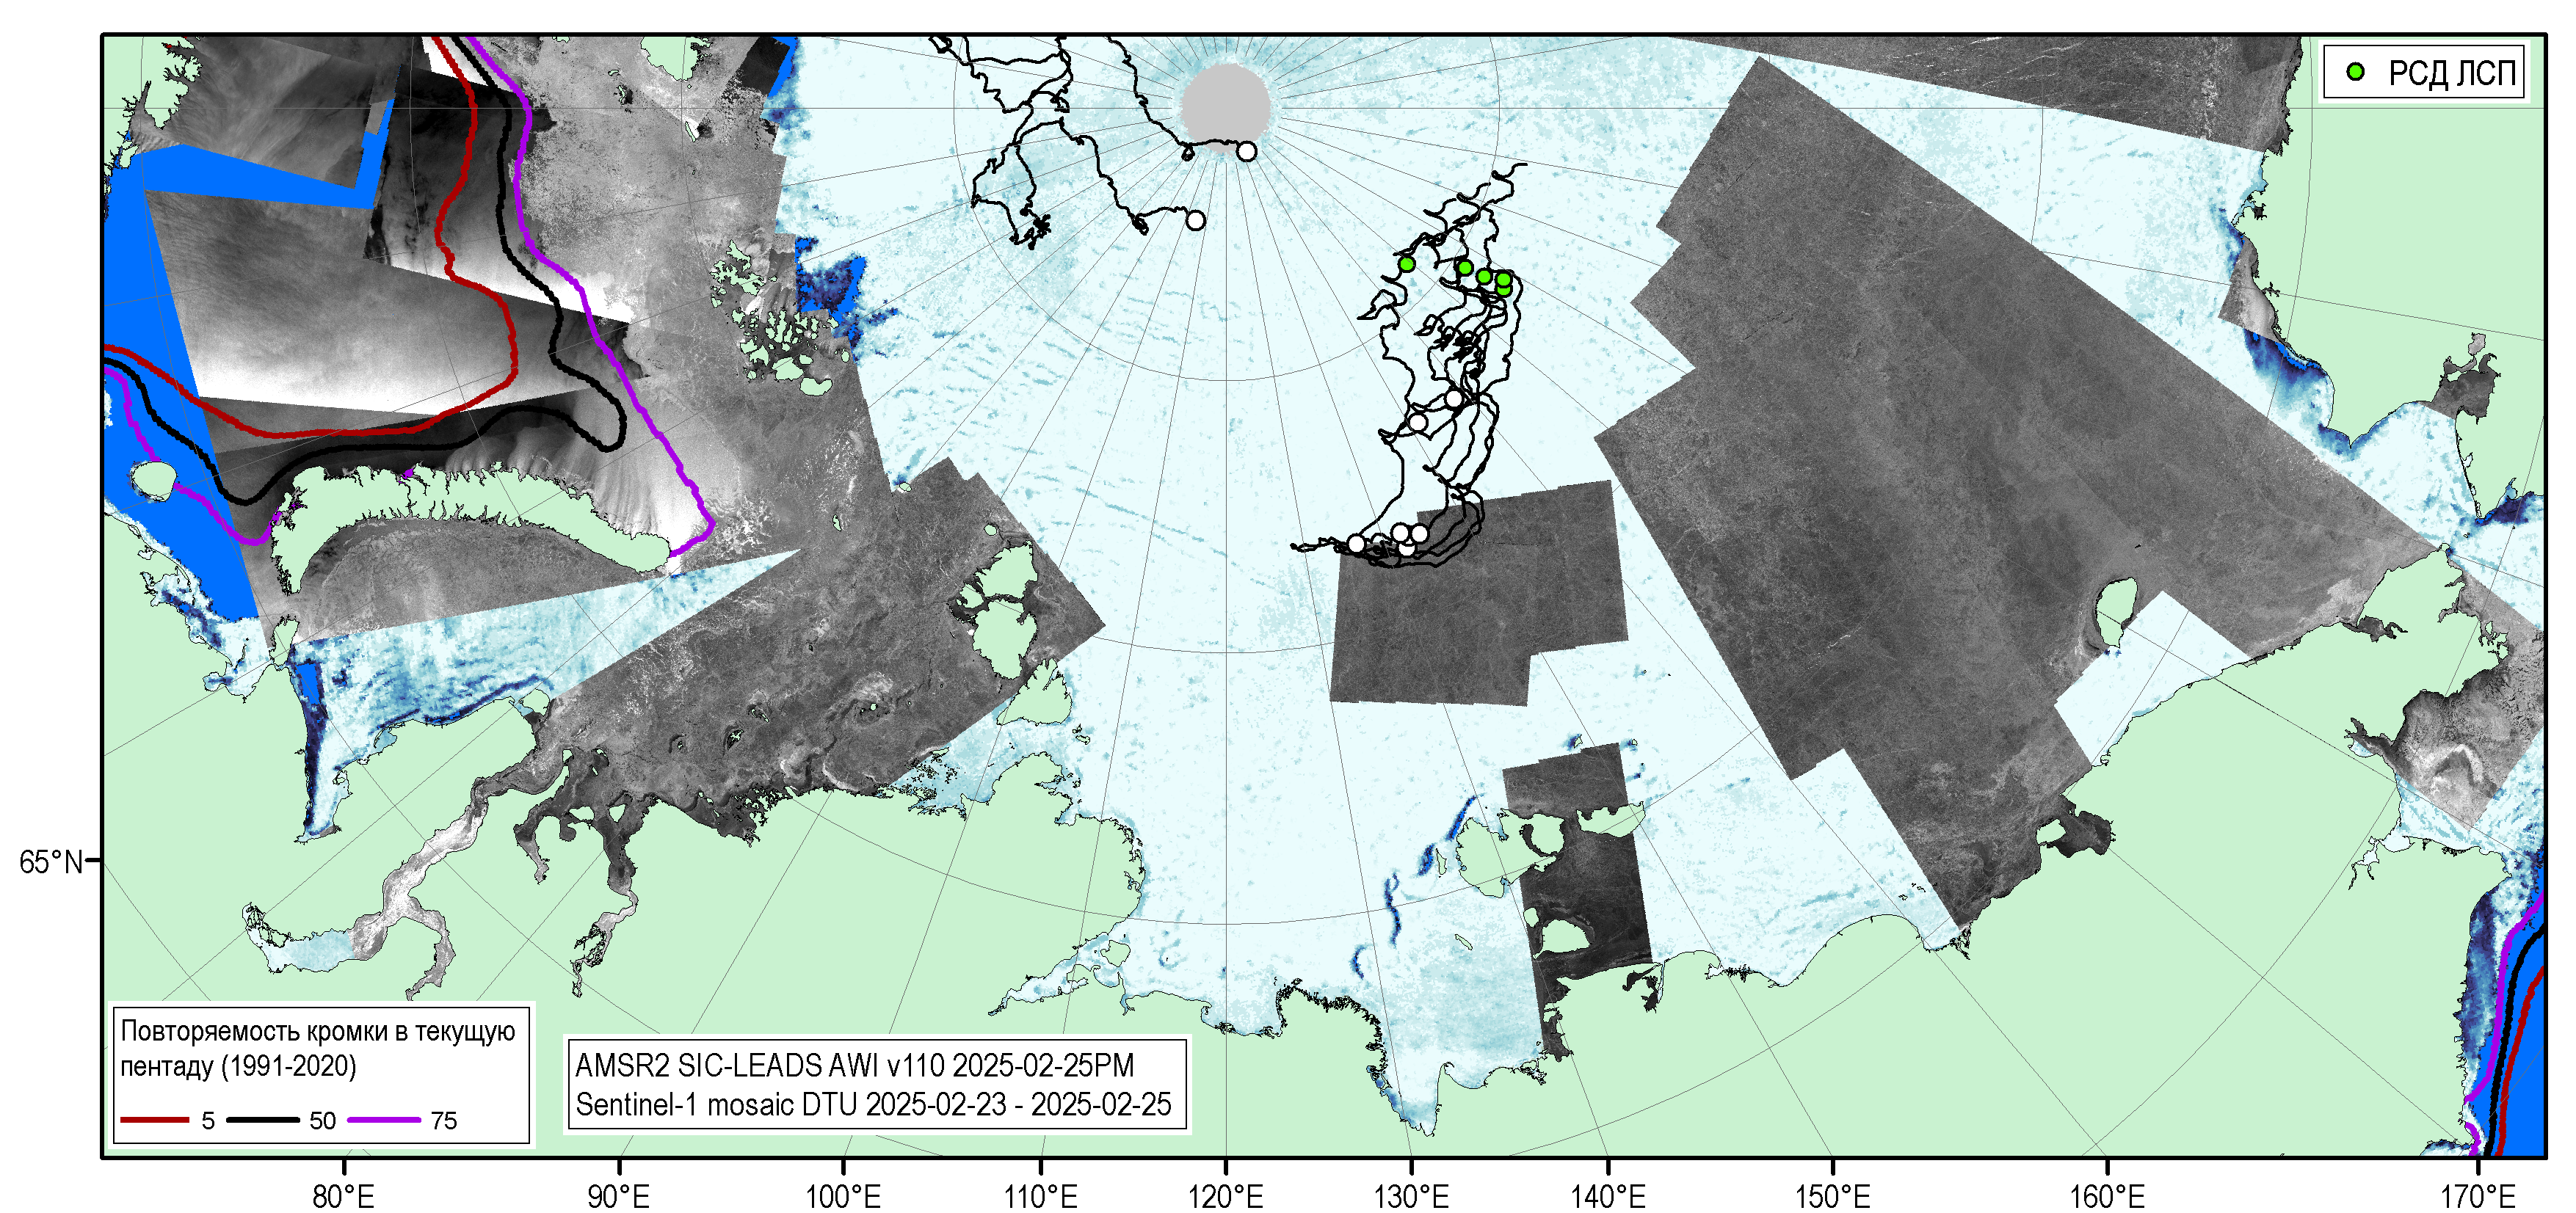 РСД ЛСП
65°N
Повторяемость кромки в текущую
пентаду (1991-2020)
5 50 75
AMSR2 SIC-LEADS AWI v110 2025-02-25PM
Sentinel-1 mosaic DTU 2025-02-23 - 2025-02-25
80°E 90°E 100°E 110°E 120°E 130°E 140°E 150°E 160°E 170°E